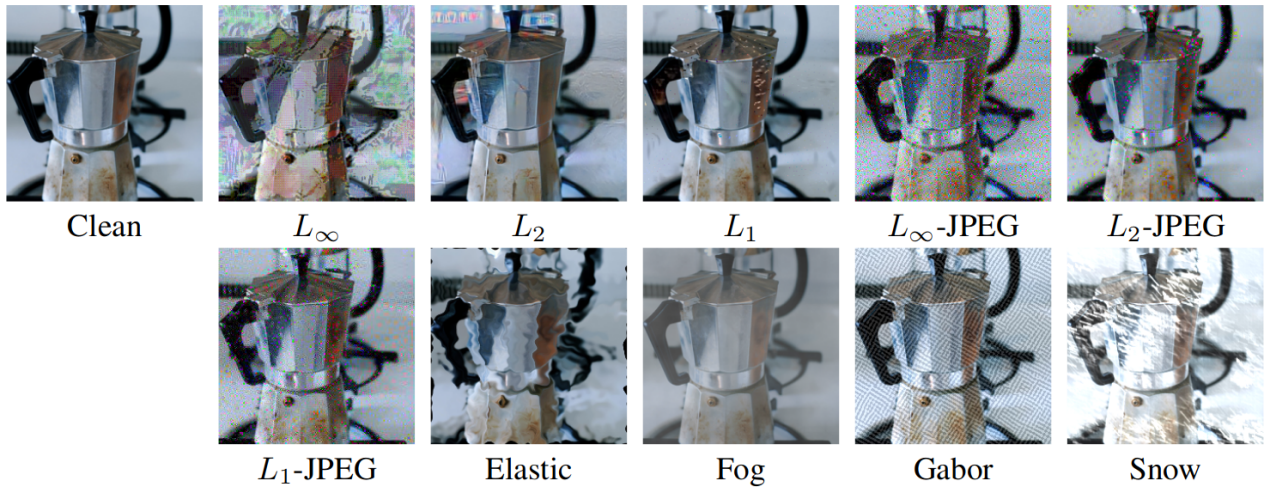 Clean
L∞
L2
L1
L∞-JPEG
L2-JPEG
L1-JPEG
Elastic
Fog
Gabor
Snow